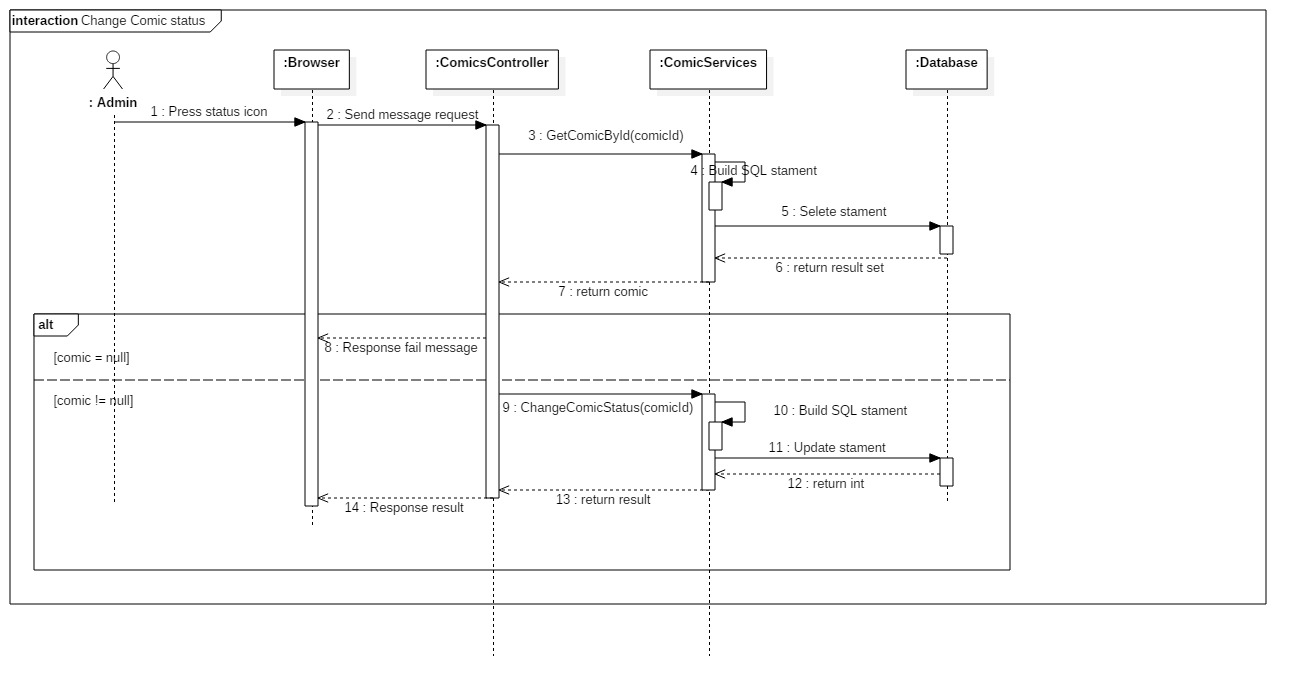 interaction Change Comic status
:Browser
:ComicsController
:ComicServices
:Database
: Admin
1 : Press status icon
2 : Send message request
3 : GetComicById(comicId)
4 : Build SQL stament
5 : Selete stament
6 : return result set
7 : return comic
alt
8 : Response fail message
[comic = null]
[comic != null]
9 : ChangeComicStatus(comicId)
10 : Build SQL stament
11 : Update stament
12 : return int
13 : return result
14 : Response result